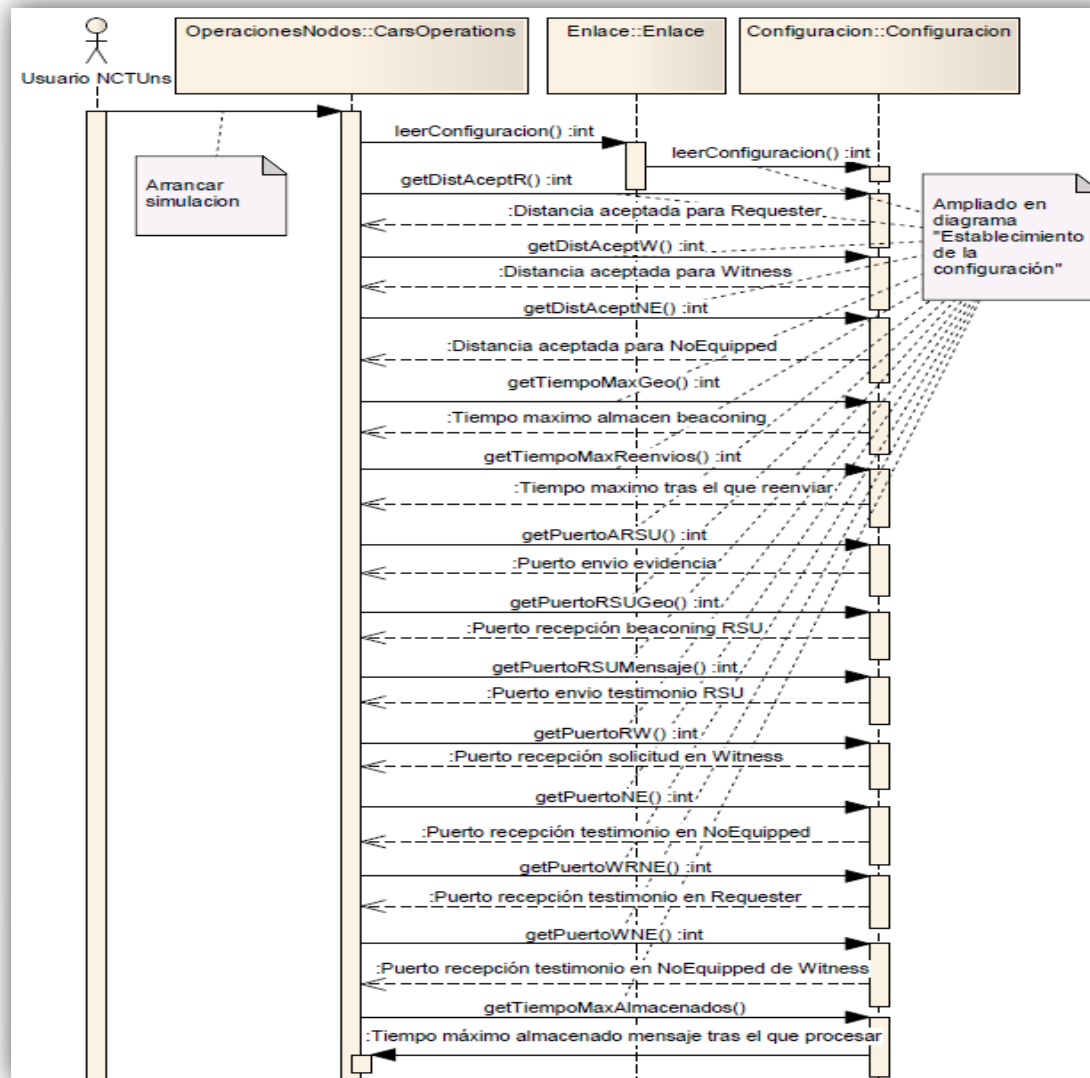 OperacionesNodos::CarsOperations
Enlace::Enlace
Configuracion::Configuracion
Usuario NCTUns
leerConfiguracion() :int
leerConfiguracion() :int
Arrancar
simulacion
getDistAceptR() :int
Ampliado en
diagrama
"Establecimiento
de la
configuración"
:Distancia aceptada para Requester
getDistAceptW() :int
:Distancia aceptada para Witness
getDistAceptNE() :int
:Distancia aceptada para NoEquipped
getTiempoMaxGeo() :int
:Tiempo maximo almacen beaconing
getTiempoMaxReenvios() :int
:Tiempo maximo tras el que reenviar
getPuertoARSU() :int
:Puerto envio evidencia
getPuertoRSUGeo() :int
:Puerto recepción beaconing RSU
getPuertoRSUMensaje() :int
:Puerto envio testimonio RSU
getPuertoRW() :int
:Puerto recepción solicitud en Witness
getPuertoNE() :int
:Puerto recepción testimonio en NoEquipped
getPuertoWRNE() :int
:Puerto recepción testimonio en Requester
getPuertoWNE() :int
:Puerto recepción testimonio en NoEquipped de Witness
getTiempoMaxAlmacenados()
:Tiempo máximo almacenado mensaje tras el que procesar